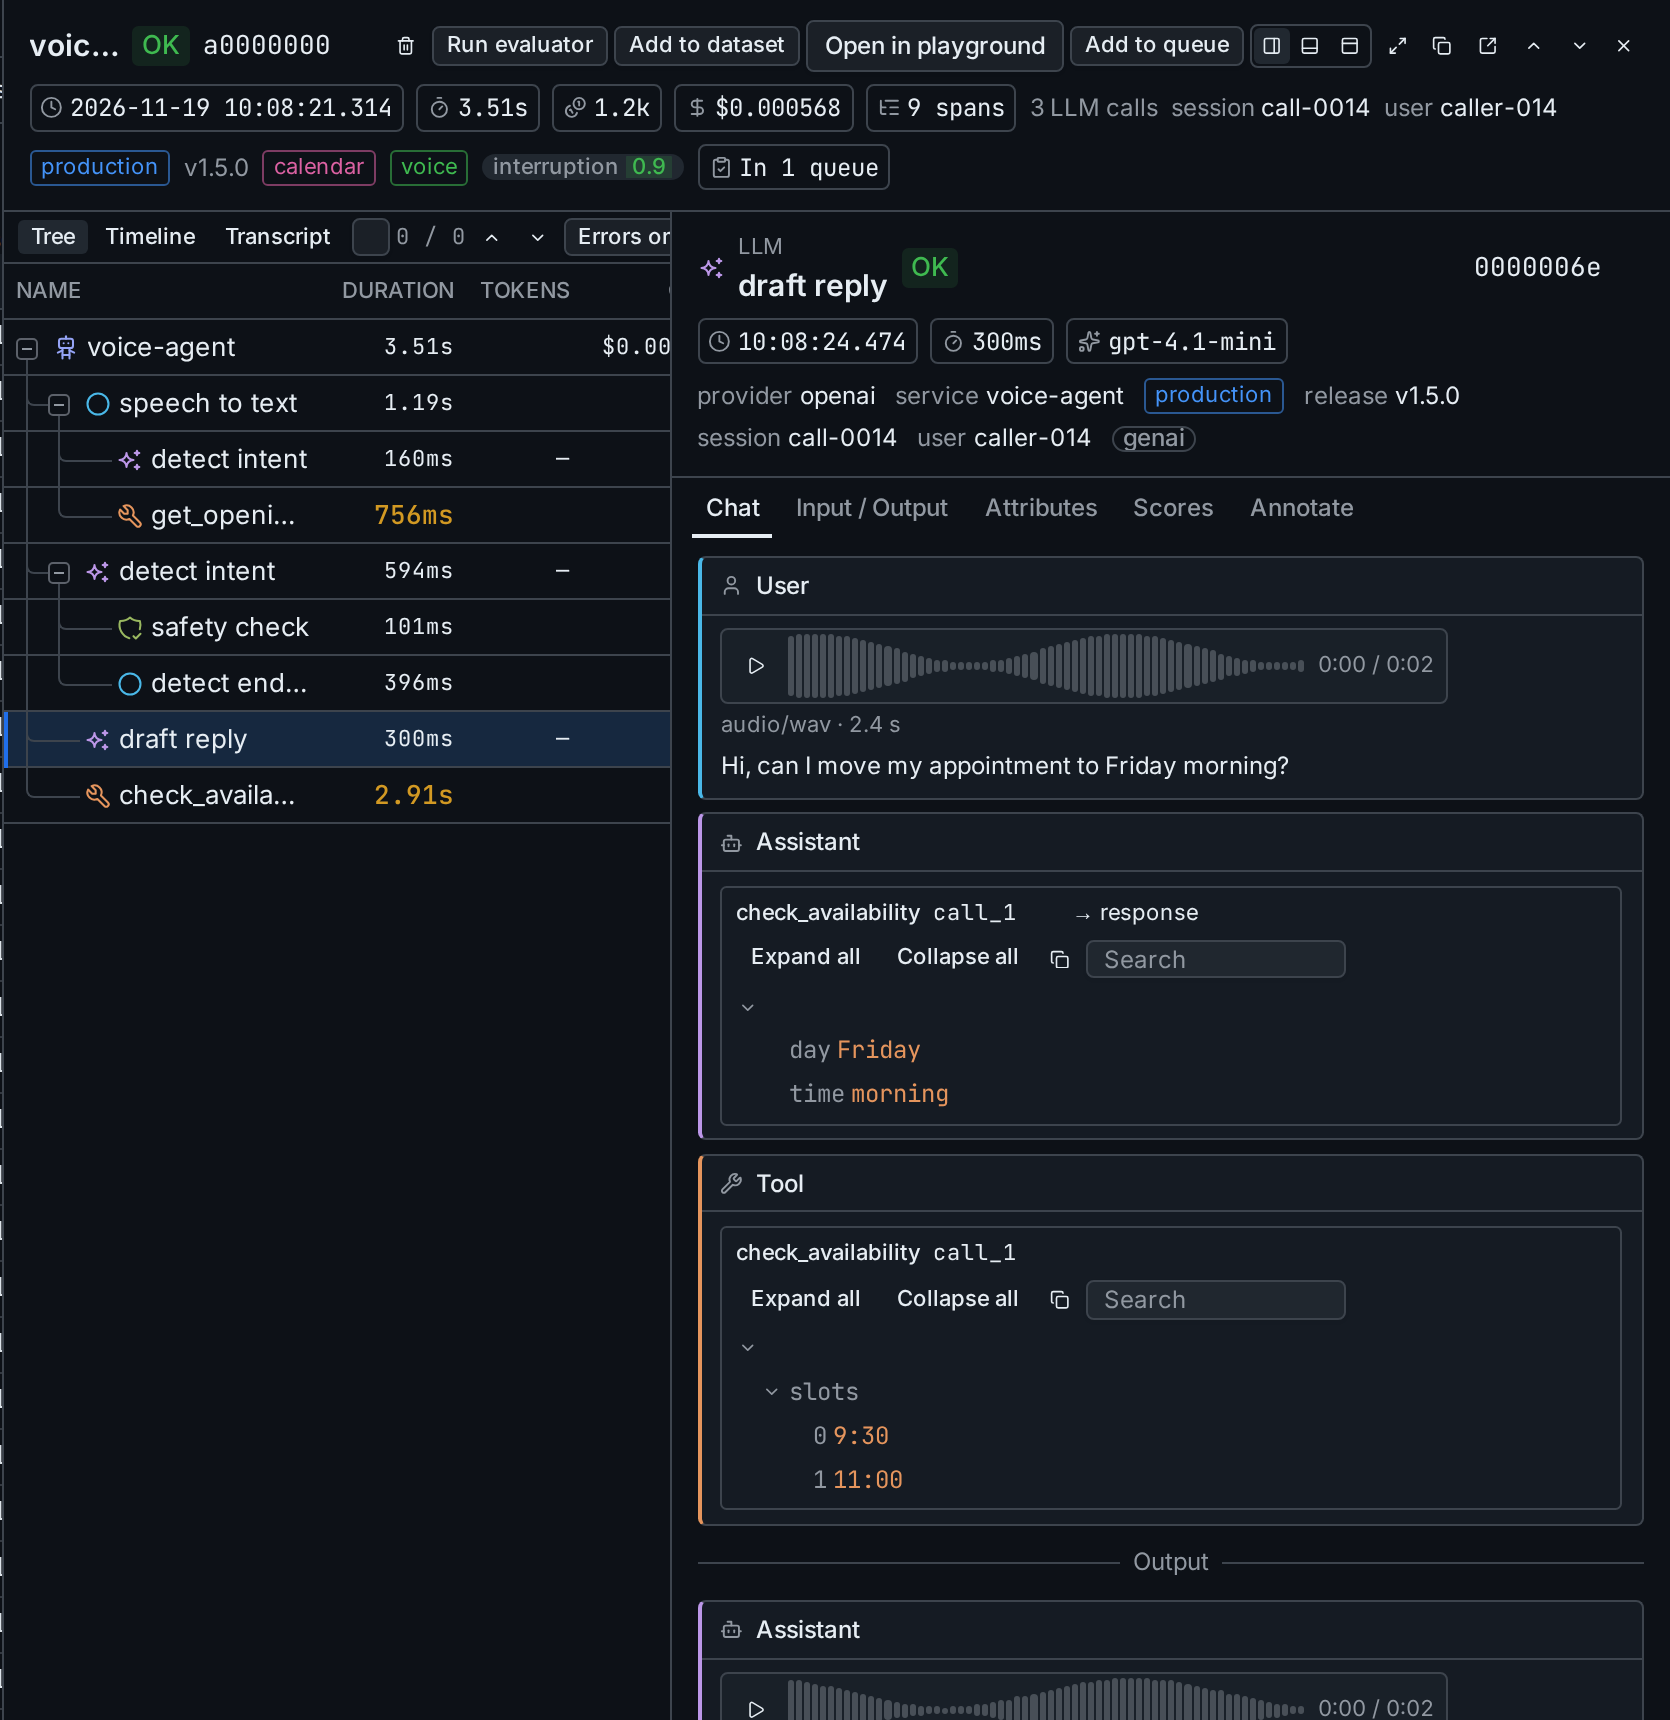 voic... OK a0000000 Run evaluator Add to dataset Open in playground Add to queue
2026-11-19 10:08:21.314 3.51s 1.2k $0.000568 9 spans 3 LLM calls session call-0014 user caller-014
production v1.5.0 calendar voice interruption 0.9 In 1 queue
Tree Timeline Transcript 0 / 0 Errors or
NAME DURATION TOKENS
voice-agent 3.51s $0.00
speech to text 1.19s
detect intent 160ms –
get_openi... 756ms
detect intent 594ms –
safety check 101ms
detect end... 396ms
draft reply 300ms –
check_availa... 2.91s
LLM
draft reply OK 0000006e
10:08:24.474 300ms gpt-4.1-mini
provider openai service voice-agent production release v1.5.0
session call-0014 user caller-014 genai
Chat Input / Output Attributes Scores Annotate
User
0:00 / 0:02
audio/wav · 2.4 s
Hi, can I move my appointment to Friday morning?
Assistant
check_availability call_1 → response
Expand all Collapse all Search
day Friday
time morning
Tool
check_availability call_1
Expand all Collapse all Search
slots
0 9:30
1 11:00
Output
Assistant
0:00 / 0:02